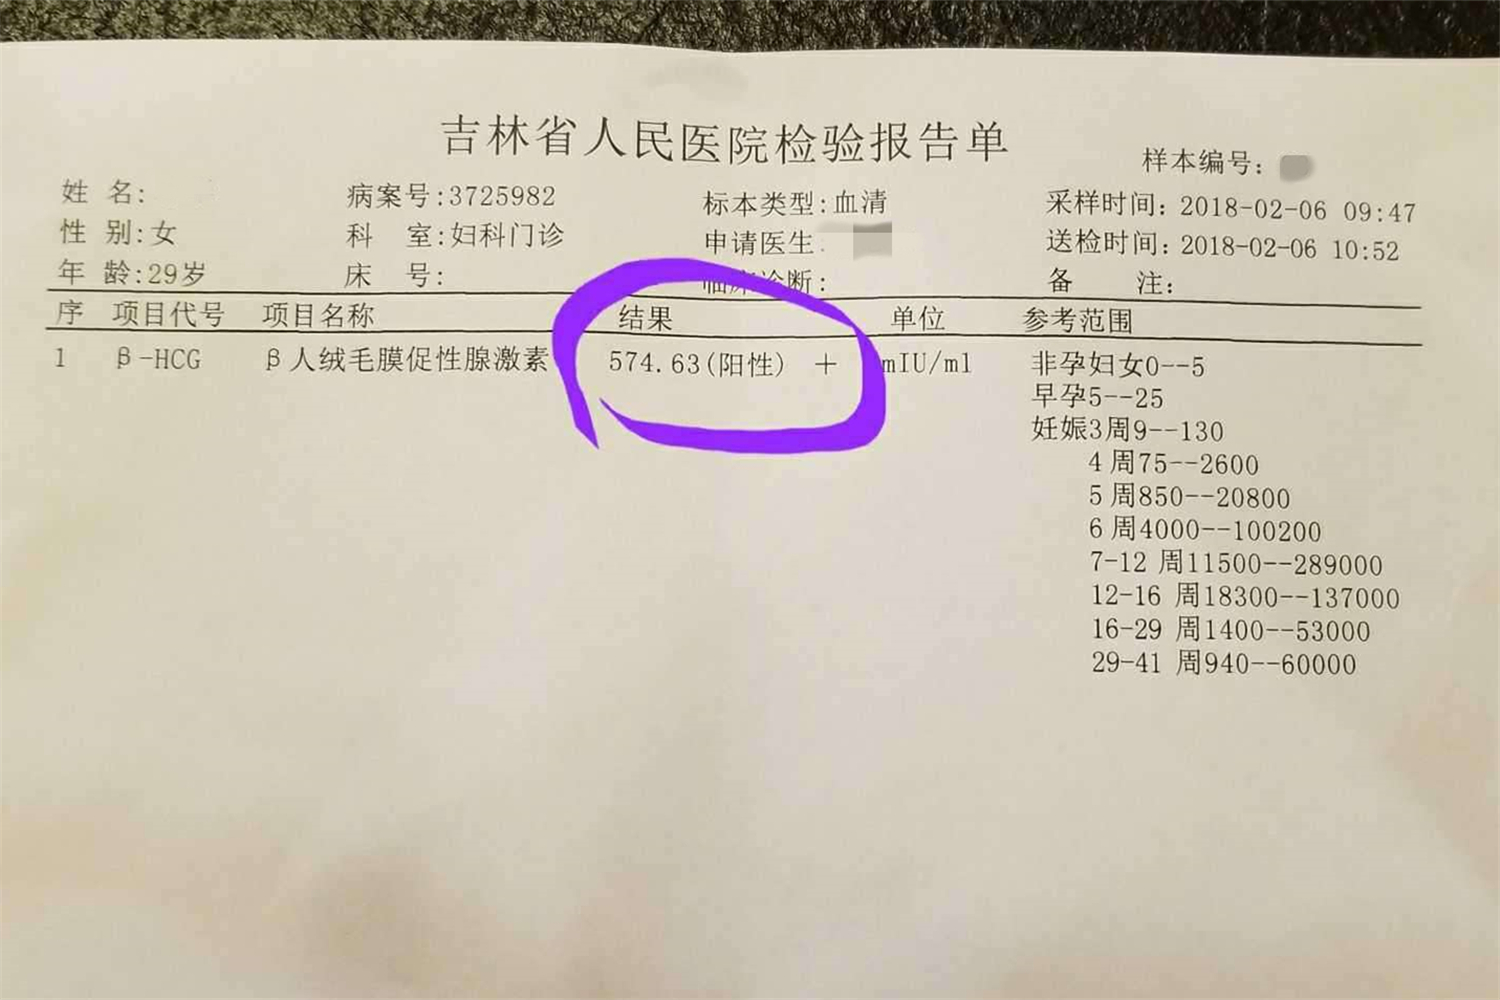 吉林省人民医院检验报告单
样本编号:
姓 名: 病案号:3725982 标本类型:血清 采样时间: 2018-02-06 09:47
性 别:女 科 室:妇科门诊 申请医生: 送检时间: 2018-02-06 10:52
年 龄:29岁 床 号: 临床诊断: 备 注:
序 项目代号 项目名称 结果 单位 参考范围
1 β-HCG β人绒毛膜促性腺激素 574.63(阳性) + mIU/ml 非孕妇女0--5
早孕5--25
妊娠3周9--130
4周75--2600
5周850--20800
6周4000--100200
7-12 周11500--289000
12-16 周18300--137000
16-29 周1400--53000
29-41 周940--60000